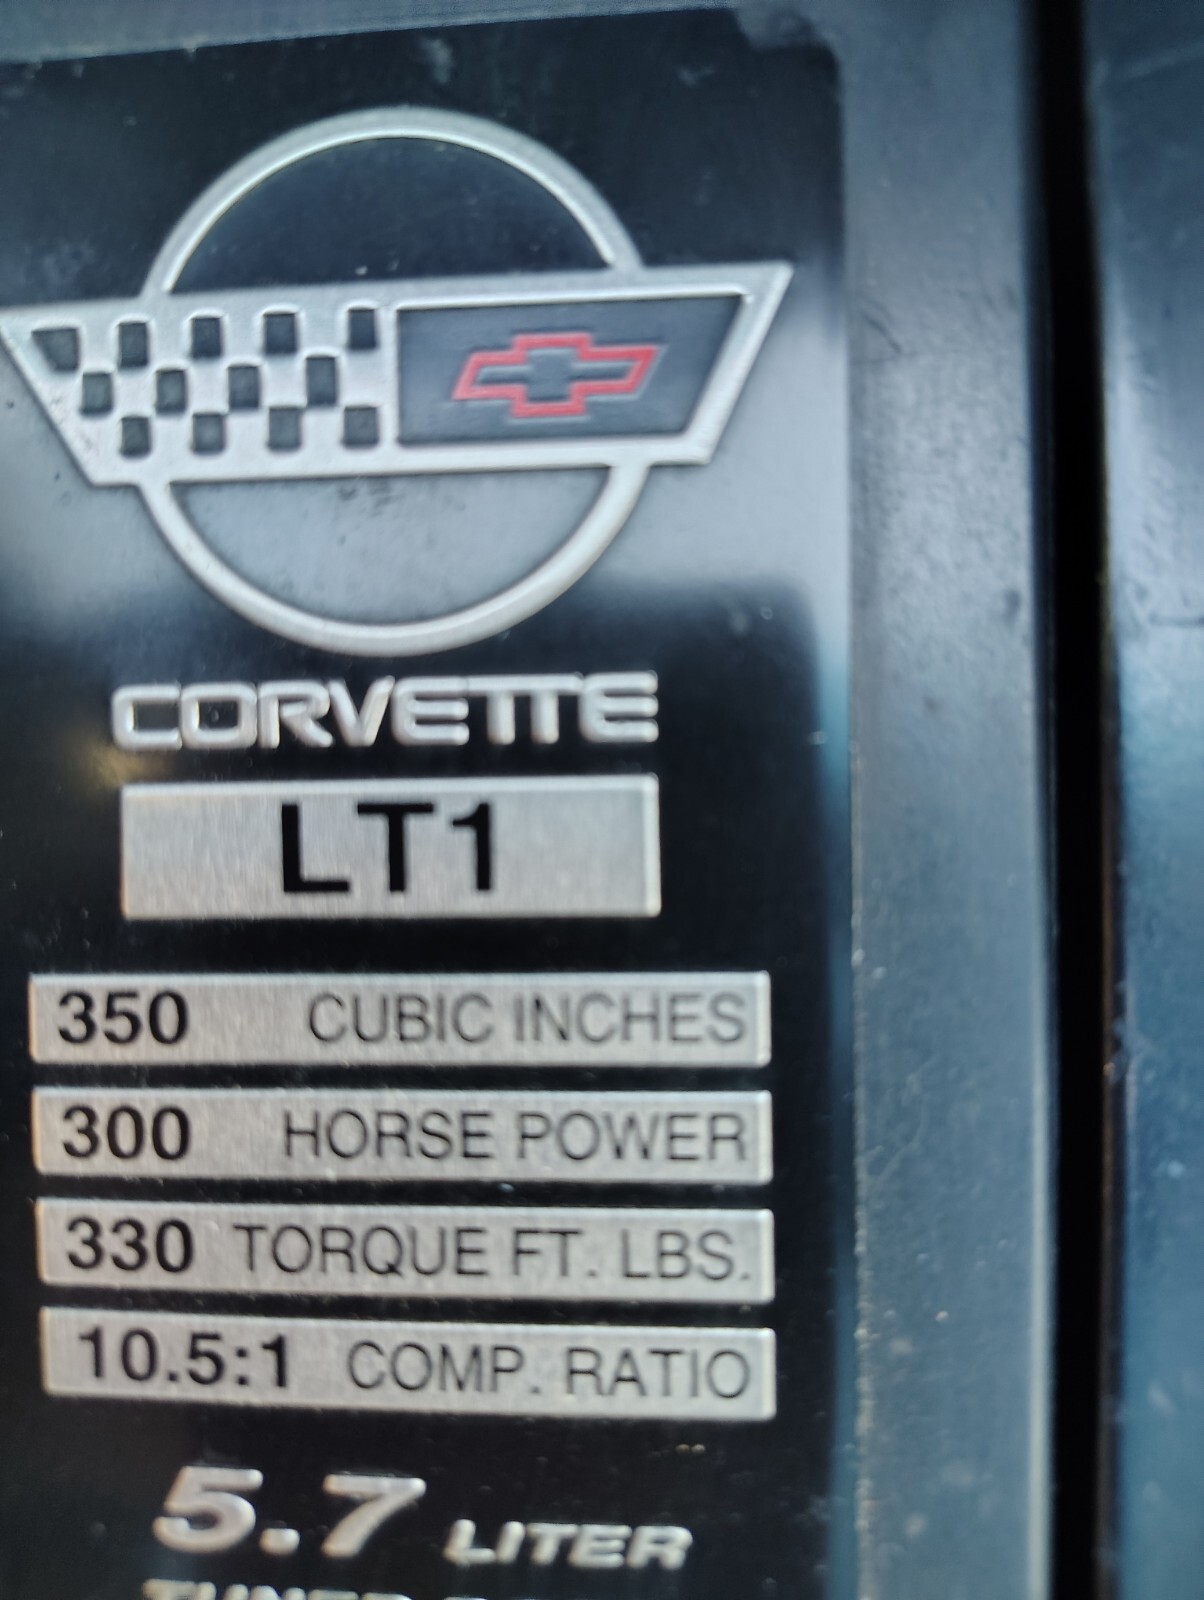 CORVETTE
LT1
350 CUBIC INCHES
300 HORSE POWER
330 TORQUE FT. LBS.
10.5:1 COMP. RATIO
5.7 LITER